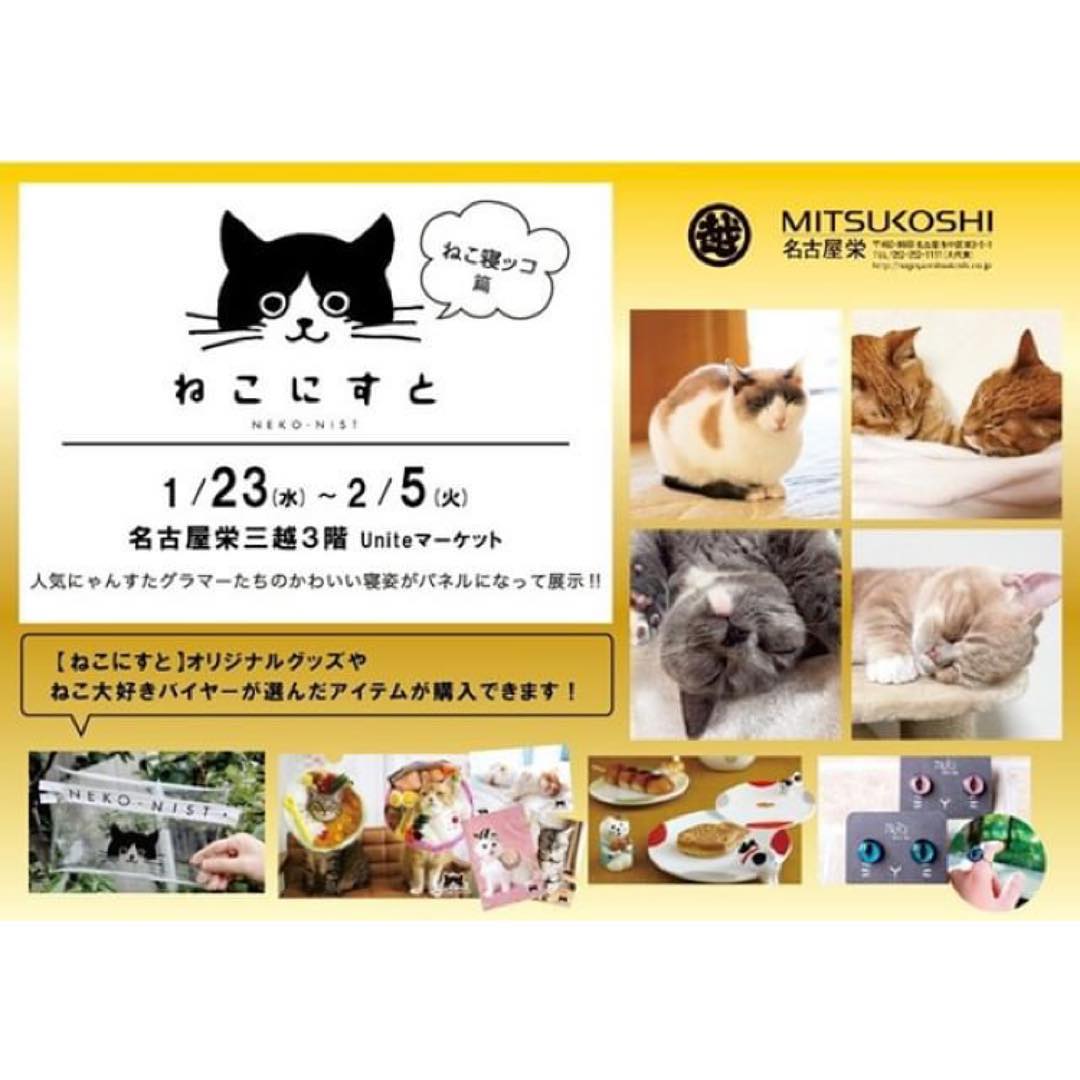 ねこ寝ッコ
篇
ねこにすと
NEKO-NIST
1/23(水)~2/5(火)
名古屋栄三越3階 Uniteマーケット
人気にゃんすたグラマーたちのかわいい寝姿がパネルになって展示!!
越 MITSUKOSHI
名古屋栄
【ねこにすと】オリジナルグッズや
ねこ大好きバイヤーが選んだアイテムが購入できます!
NEKO-NIST